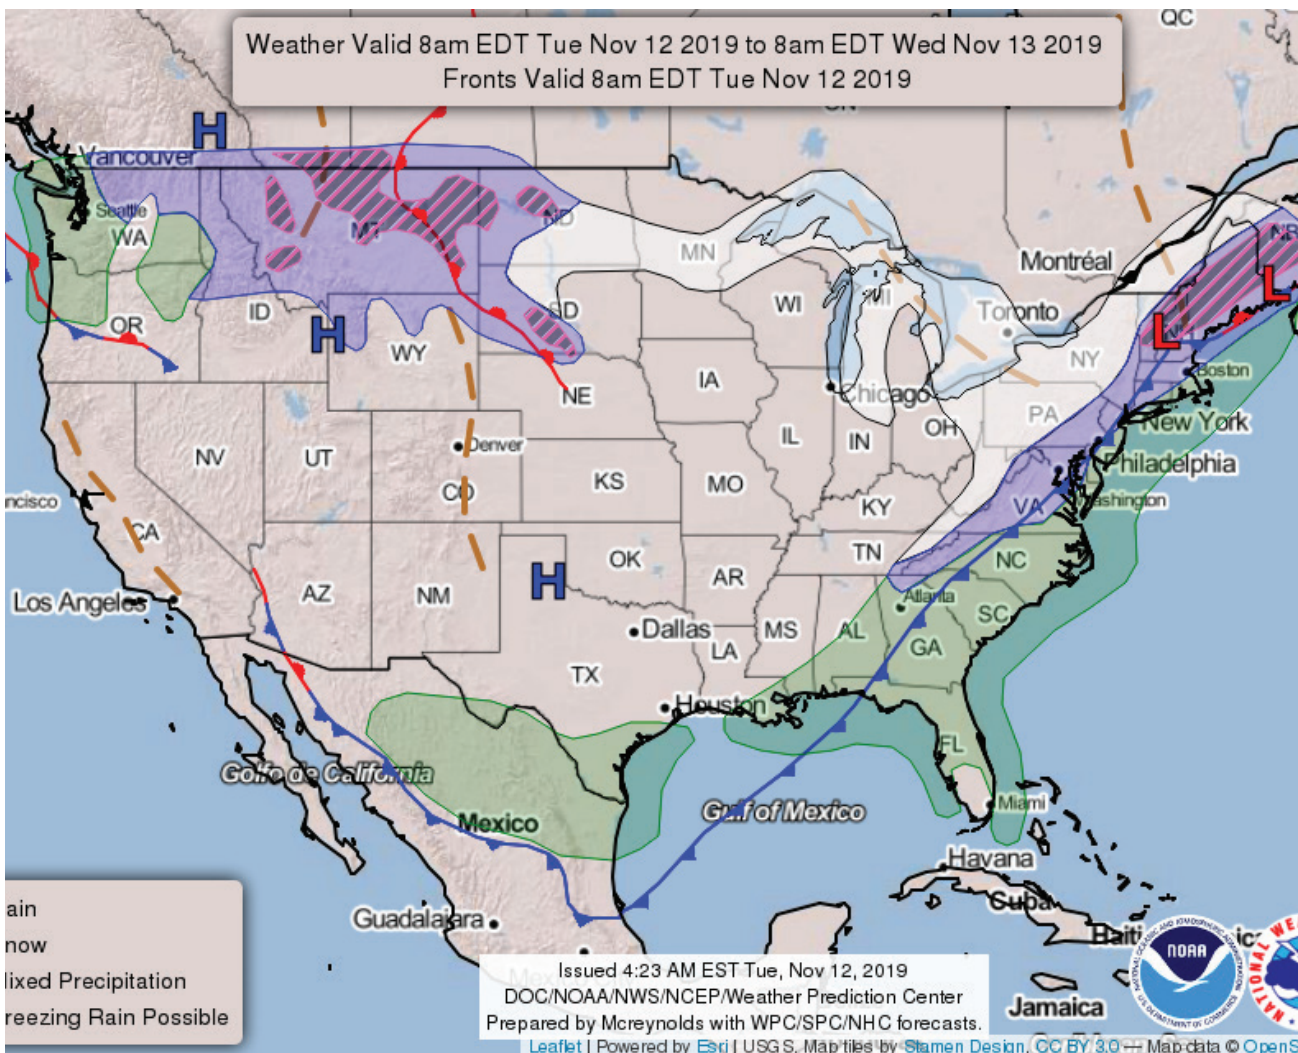 QC
Weather Valid 8am EDT Tue Nov 12 2019 to 8am EDT Wed Nov 13 2019
Fronts Valid 8am EDT Tue Nov 12 2019
ON
H
Vancouver
Seattle
WA
MT
ND
MN
Montréal
NB
L
OR
ID
H
WY
SD
WI
MI
Toronto
L
NY
Boston
NE
IA
Chicago
PA
New York
NV
UT
Denver
CO
KS
MO
IL
IN
OH
Philadelphia
ncisco
CA
KY
VA
Washington
Los Angeles
AZ
NM
H
OK
AR
TN
NC
Atlanta
SC
Dallas
LA
MS
AL
GA
TX
Houston
FL
Golfo de California
Mexico
Gulf of Mexico
Miami
Havana
Cuba
Guadalajara
Haiti
Jamaica
NOAA
ain
now
lixed Precipitation
reezing Rain Possible
Issued 4:23 AM EST Tue, Nov 12, 2019
DOC/NOAA/NWS/NCEP/Weather Prediction Center
Prepared by Mcreynolds with WPC/SPC/NHC forecasts.
Leaflet | Powered by Esri | USGS, Map tiles by Stamen Design, CC BY 3.0 — Map data © OpenS